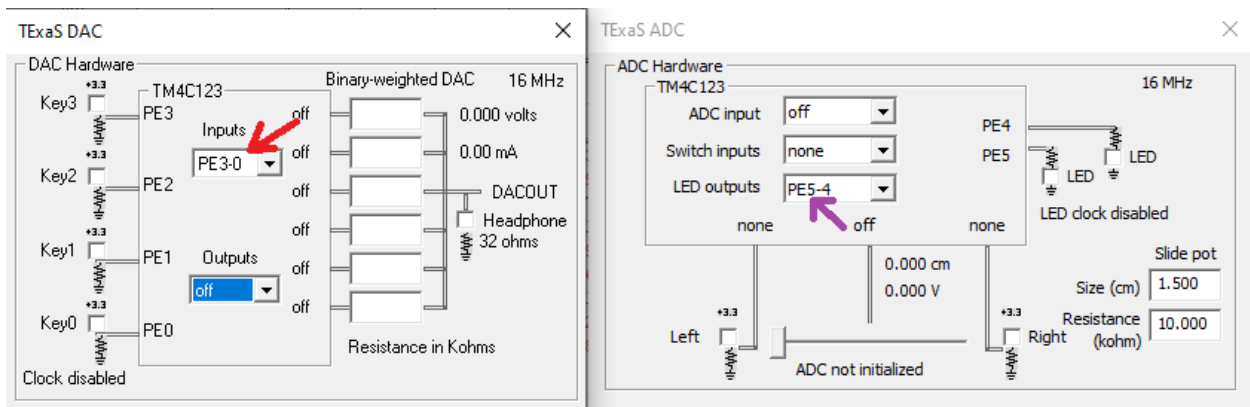 TExaS DAC
DAC Hardware
+3.3
Key3
TM4C123
PE3
Inputs
PE3-0
off
Binary-weighted DAC
16 MHz
0.000 volts
+3.3
Key2
PE2
off
0.00 mA
off
DACOUT
Headphone
32 ohms
+3.3
Key1
PE1
Outputs
off
off
off
+3.3
Key0
PE0
off
Resistance in Kohms
Clock disabled
TExaS ADC
ADC Hardware
TM4C123
16 MHz
ADC input
off
PE4
Switch inputs
none
PE5
LED
LED outputs
PE5-4
LED
LED clock disabled
none
off
none
0.000 cm
0.000 V
Slide pot
Size (cm)
1.500
+3.3
Left
+3.3
Right
Resistance
(kohm)
10.000
ADC not initialized